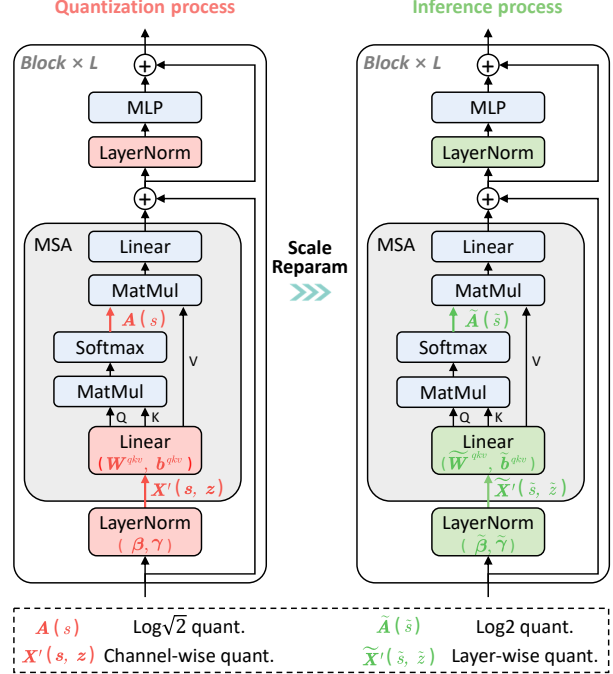 Quantization process
Block × L
+
MLP
LayerNorm
+
MSA
Linear
MatMul
A(s)
Softmax
V
MatMul
Q
K
Linear
(W^qkv, b^qkv)
X′(s, z)
LayerNorm
(β, γ)
Scale
Reparam
Inference process
Block × L
+
MLP
LayerNorm
+
MSA
Linear
MatMul
Ã(s̃)
Softmax
V
MatMul
Q
K
Linear
(W̃^qkv, b̃^qkv)
X̃′(s̃, z̃)
LayerNorm
(β̃, γ̃)
A(s) Log√2 quant. Ã(s̃) Log2 quant.
X′(s, z) Channel-wise quant. X̃′(s̃, z̃) Layer-wise quant.